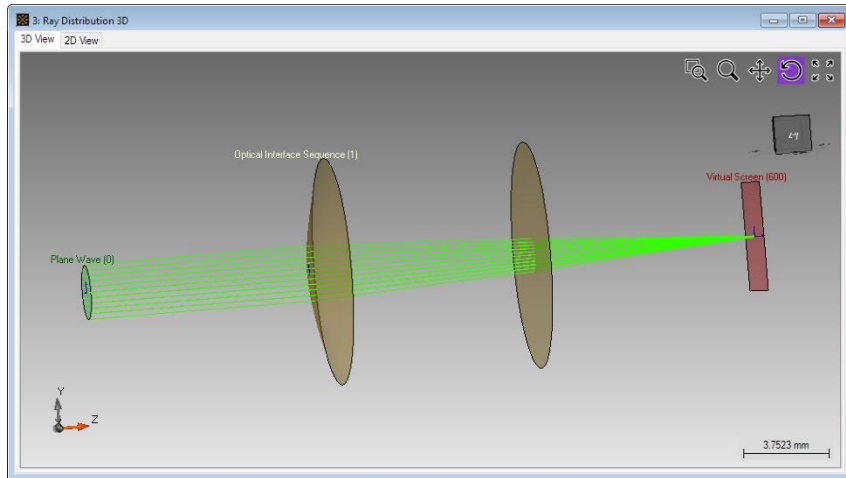 3: Ray Distribution 3D
3D View 2D View
Optical Interface Sequence (1)
Virtual Screen (600)
Plane Wave (0)
Y
Z
3.7523 mm